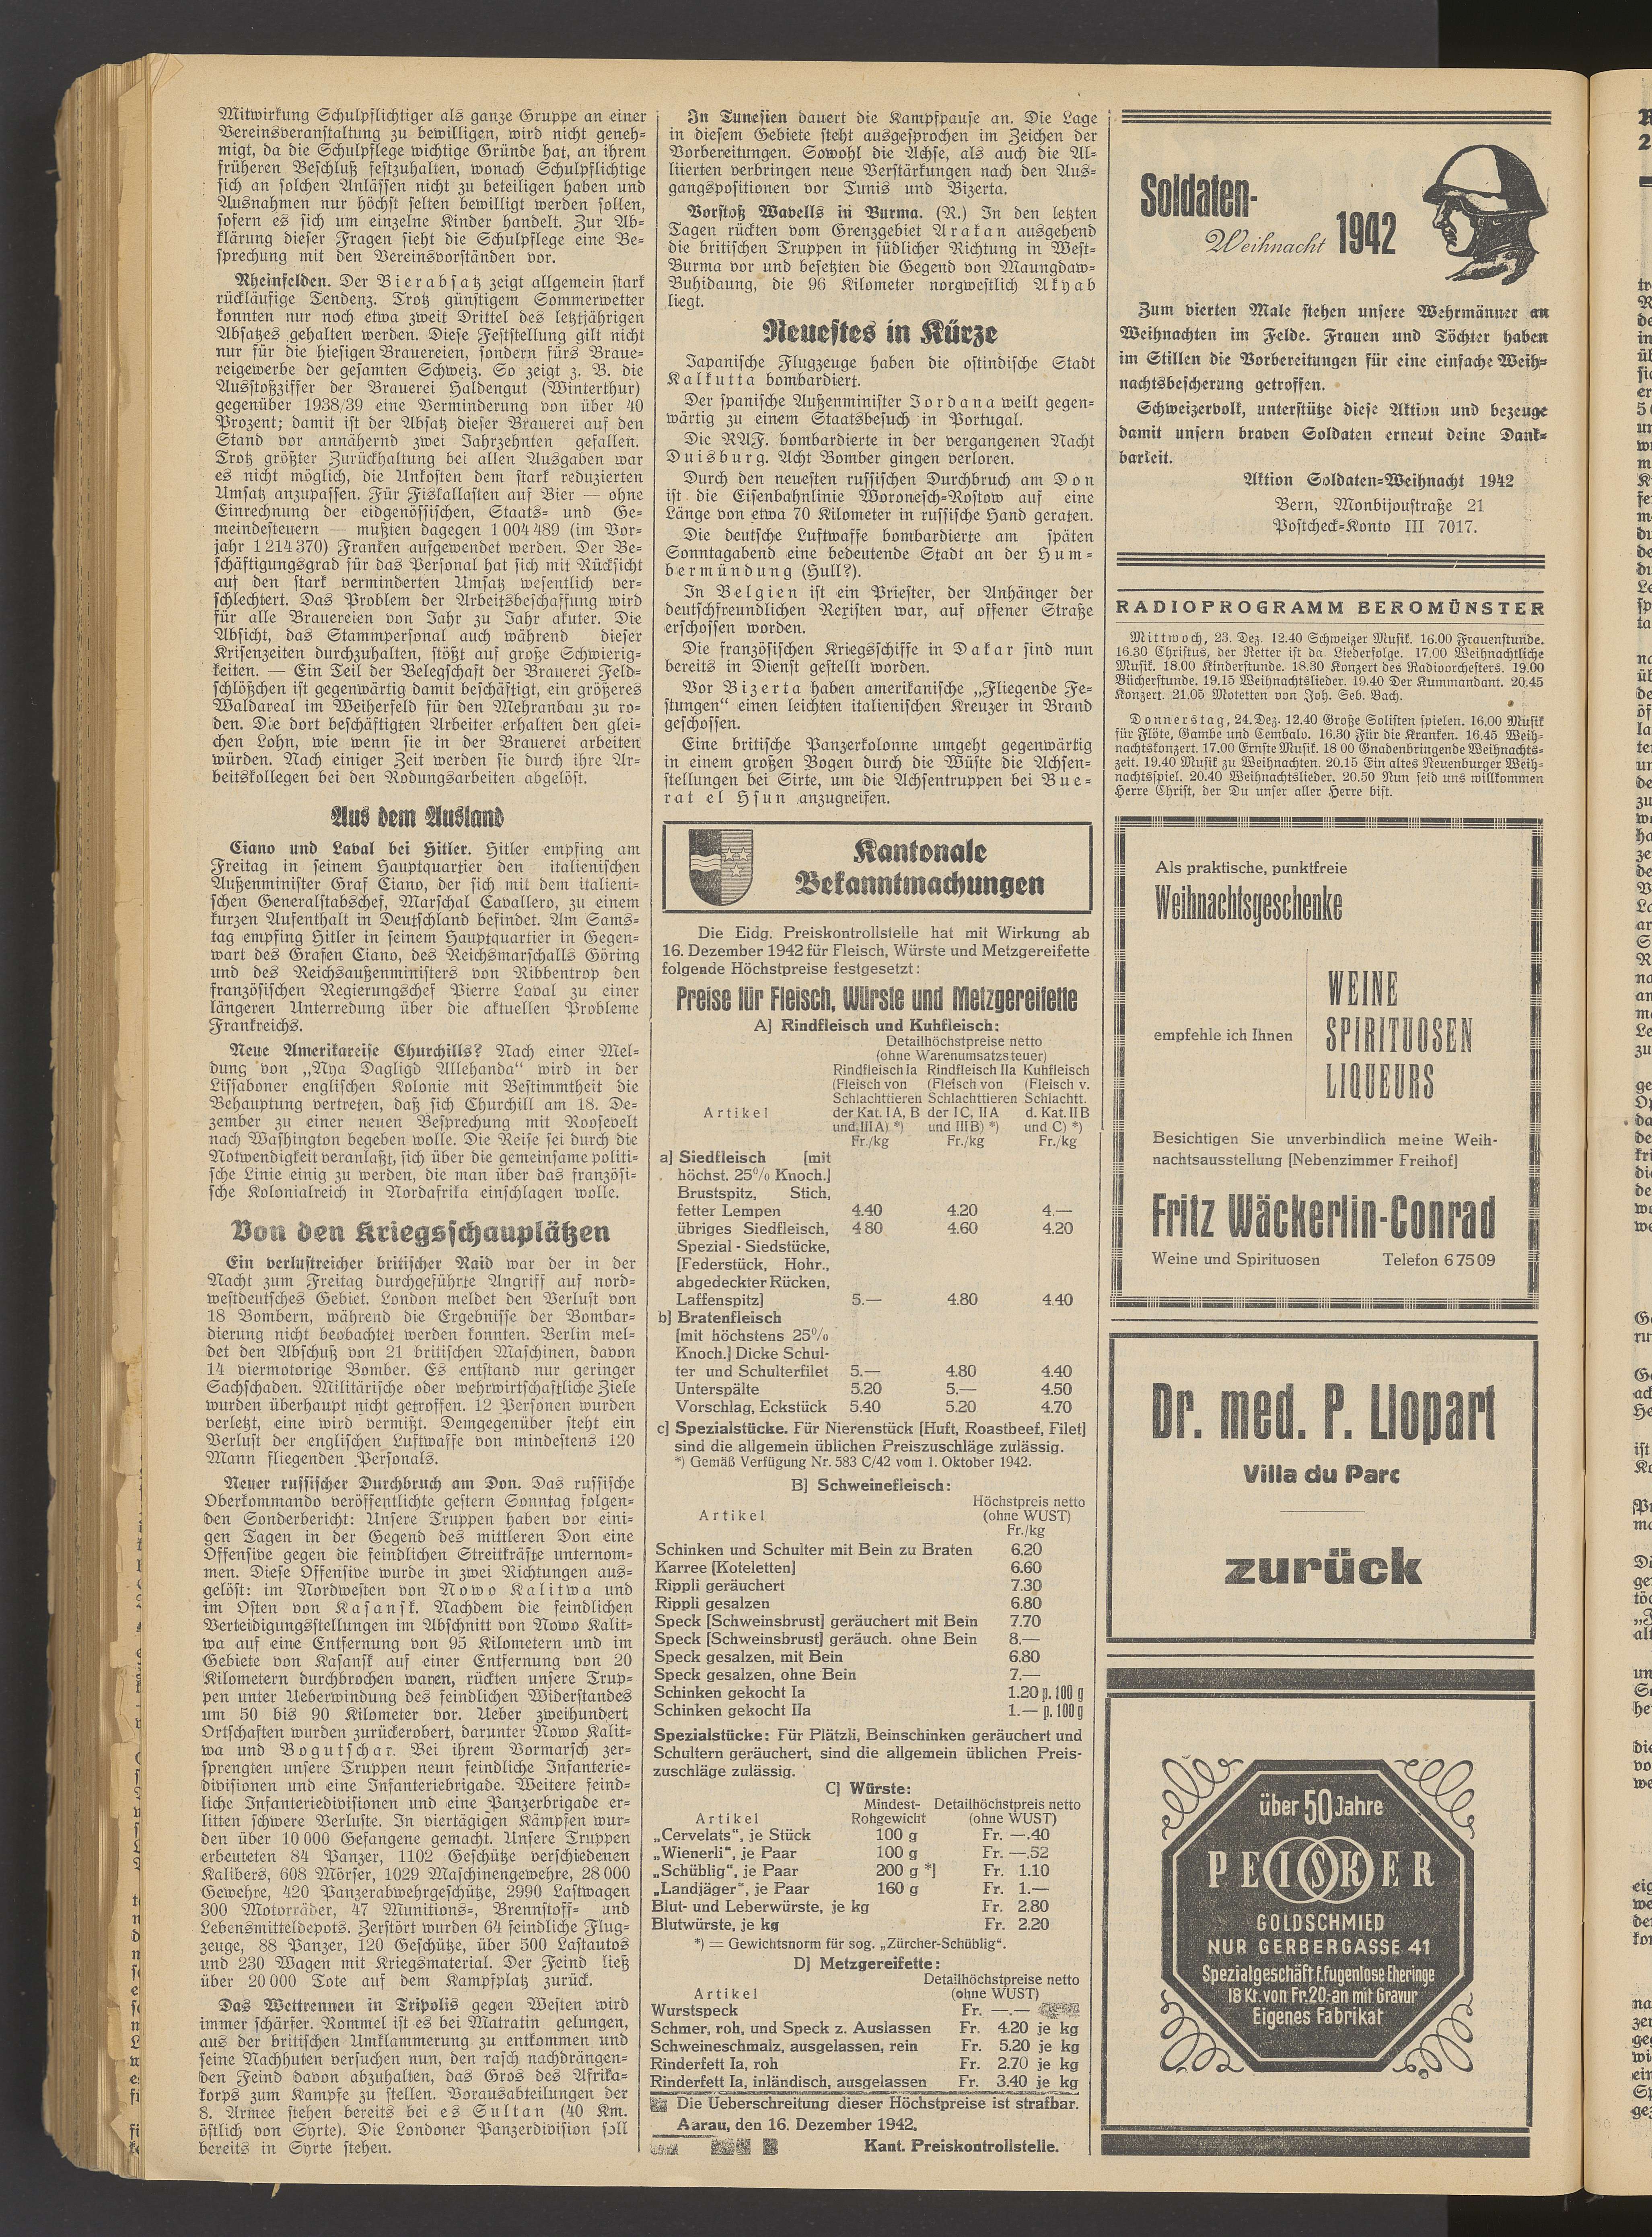 Mitwirkung Schulpflichtiger als ganze Gruppe an einer
Vereinsveranstaltung zu bewilligen, wird nicht geneh-
migt, da die Schulpflege wichtige Gründe hat, an ihrem
früheren Beschluß festzuhalten, wonach Schulpflichtige
sich an solchen Anlässen nicht zu beteiligen haben und
Ausnahmen nur höchst selten bewilligt werden sollen,
sofern es sich um einzelne Kinder handelt. Zur Ab-
klärung dieser Fragen sieht die Schulpflege eine Be-
sprechung mit den Vereinsvorständen vor.
Rheinfelden. Der Bierabsatz zeigt allgemein stark
rückläufige Tendenz. Trotz günstigem Sommerwetter
konnten nur noch etwa zweit Drittel des letztjährigen
Absatzes gehalten werden. Diese Feststellung gilt nicht
nur für die hiesigen Brauereien, sondern fürs Braue-
reigewerbe der gesamten Schweiz. So zeigt z. B. die
Ausstoßziffer der Brauerei Haldengut (Winterthur)
gegenüber 1938/39 eine Verminderung von über 40
Prozent; damit ist der Absatz dieser Brauerei auf den
Stand vor annähernd zwei Jahrzehnten gefallen.
Trotz größter Zurückhaltung bei allen Ausgaben war
es nicht möglich, die Unkosten dem stark reduzierten
Umsatz anzupassen. Für Fiskallasten auf Bier — ohne
Einrechnung der eidgenössischen, Staats- und Ge-
meindesteuern — mußten dagegen 1 004 489 (im Vor-
jahr 1 214 370) Franken aufgewendet werden. Der Be-
schäftigungsgrad für das Personal hat sich mit Rücksicht
auf den stark verminderten Umsatz wesentlich ver-
schlechtert. Das Problem der Arbeitsbeschaffung wird
für alle Brauereien von Jahr zu Jahr akuter. Die
Absicht, das Stammpersonal auch während dieser
Krisenzeiten durchzuhalten, stößt auf große Schwierig-
keiten. — Ein Teil der Belegschaft der Brauerei Feld-
schlößchen ist gegenwärtig damit beschäftigt, ein größeres
Waldareal im Weiherfeld für den Mehranbau zu ro-
den. Die dort beschäftigten Arbeiter erhalten den glei-
chen Lohn, wie wenn sie in der Brauerei arbeiten
würden. Nach einiger Zeit werden sie durch ihre Ar-
beitskollegen bei den Rodungsarbeiten abgelöst.
Aus dem Ausland
Ciano und Laval bei Hitler. Hitler empfing am
Freitag in seinem Hauptquartier den italienischen
Außenminister Graf Ciano, der sich mit dem italieni-
schen Generalstabschef, Marschal Cavallero, zu einem
kurzen Aufenthalt in Deutschland befindet. Am Sams-
tag empfing Hitler in seinem Hauptquartier in Gegen-
wart des Grafen Ciano, des Reichsmarschalls Göring
und des Reichsaußenministers von Ribbentrop den
französischen Regierungschef Pierre Laval zu einer
längeren Unterredung über die aktuellen Probleme
Frankreichs.
Neue Amerikareise Churchills? Nach einer Mel-
dung von „Nya Dagligd Allehanda" wird in der
Lissaboner englischen Kolonie mit Bestimmtheit die
Behauptung vertreten, daß sich Churchill am 18. De-
zember zu einer neuen Besprechung mit Roosevelt
nach Washington begeben wolle. Die Reise sei durch die
Notwendigkeit veranlaßt, sich über die gemeinsame politi-
sche Linie einig zu werden, die man über das französi-
sche Kolonialreich in Nordafrika einschlagen wolle.
Von den Kriegsschauplätzen
Ein verlustreicher britischer Raid war der in der
Nacht zum Freitag durchgeführte Angriff auf nord-
westdeutsches Gebiet. London meldet den Verlust von
18 Bombern, während die Ergebnisse der Bombar-
dierung nicht beobachtet werden konnten. Berlin mel-
det den Abschuß von 21 britischen Maschinen, davon
14 viermotorige Bomber. Es entstand nur geringer
Sachschaden. Militärische oder wehrwirtschaftliche Ziele
wurden überhaupt nicht getroffen. 12 Personen wurden
verletzt, eine wird vermißt. Demgegenüber steht ein
Verlust der englischen Luftwaffe von mindestens 120
Mann fliegenden Personals.
Neuer russischer Durchbruch am Don. Das russische
Oberkommando veröffentlichte gestern Sonntag folgen-
den Sonderbericht: Unsere Truppen haben vor eini-
gen Tagen in der Gegend des mittleren Don eine
Offensive gegen die feindlichen Streitkräfte unternom-
men. Diese Offensive wurde in zwei Richtungen aus-
gelöst: im Nordwesten von Nowo Kalitwa und
im Osten von Kasansk. Nachdem die feindlichen
Verteidigungsstellungen im Abschnitt von Nowo Kalit-
wa auf eine Entfernung von 95 Kilometern und im
Gebiete von Kasansk auf einer Entfernung von 20
Kilometern durchbrochen waren, rückten unsere Trup-
pen unter Ueberwindung des feindlichen Widerstandes
um 50 bis 90 Kilometer vor. Ueber zweihundert
Ortschaften wurden zurückerobert, darunter Nowo Kalit-
wa und Bogutschar. Bei ihrem Vormarsch zer-
sprengten unsere Truppen neun feindliche Infanterie-
divisionen und eine Infanteriebrigade. Weitere feind-
liche Infanteriedivisionen und eine Panzerbrigade er-
litten schwere Verluste. In viertägigen Kämpfen wur-
den über 10 000 Gefangene gemacht. Unsere Truppen
erbeuteten 84 Panzer, 1102 Geschütze verschiedenen
Kalibers, 608 Mörser, 1029 Maschinengewehre, 28 000
Gewehre, 420 Panzerabwehrgeschütze, 2990 Lastwagen
300 Motorräder, 47 Munitions-, Brennstoff- und
Lebensmitteldepots. Zerstört wurden 64 feindliche Flug-
zeuge, 88 Panzer, 120 Geschütze, über 500 Lastautos
und 230 Wagen mit Kriegsmaterial. Der Feind ließ
über 20 000 Tote auf dem Kampfplatz zurück.
Das Wettrennen in Tripolis gegen Westen wird
immer schärfer. Rommel ist es bei Matratin gelungen,
aus der britischen Umklammerung zu entkommen und
seine Nachhuten versuchen nun, den rasch nachdrängen-
den Feind davon abzuhalten, das Gros des Afrika-
korps zum Kampfe zu stellen. Vorausabteilungen der
8. Armee stehen bereits bei es Sultan (40 Km.
östlich von Syrte). Die Londoner Panzerdivision soll
bereits in Syrte stehen.
In Tunesien dauert die Kampfpause an. Die Lage
in diesem Gebiete steht ausgesprochen im Zeichen der
Vorbereitungen. Sowohl die Achse, als auch die Al-
liierten verbringen neue Verstärkungen nach den Aus-
gangspositionen vor Tunis und Bizerta.
Vorstoß Wavells in Burma. (R.) In den letzten
Tagen rückten vom Grenzgebiet Arakan ausgehend
die britischen Truppen in südlicher Richtung in West-
Burma vor und besetzten die Gegend von Maungdaw-
Buhidaung, die 96 Kilometer norgwestlich Akyab
liegt.
Neuestes in Kürze
Japanische Flugzeuge haben die ostindische Stadt
Kalkutta bombardiert.
Der spanische Außenminister Jordana weilt gegen-
wärtig zu einem Staatsbesuch in Portugal.
Die RAF. bombardierte in der vergangenen Nacht
Duisburg. Acht Bomber gingen verloren.
Durch den neuesten russischen Durchbruch am Don
ist die Eisenbahnlinie Woronesch-Rostow auf eine
Länge von etwa 70 Kilometer in russische Hand geraten.
Die deutsche Luftwaffe bombardierte am späten
Sonntagabend eine bedeutende Stadt an der Hum-
bermündung (Hull?).
In Belgien ist ein Priester, der Anhänger der
deutschfreundlichen Rexisten war, auf offener Straße
erschossen worden.
Die französischen Kriegsschiffe in Dakar sind nun
bereits in Dienst gestellt worden.
Vor Bizerta haben amerikanische „Fliegende Fe-
stungen" einen leichten italienischen Kreuzer in Brand
geschossen.
Eine britische Panzerkolonne umgeht gegenwärtig
in einem großen Bogen durch die Wüste die Achsen-
stellungen bei Sirte, um die Achsentruppen bei Bue-
rat el Hsun anzugreifen.
Kantonale
Bekanntmachungen
Die Eidg. Preiskontrollstelle hat mit Wirkung ab
16. Dezember 1942 für Fleisch, Würste und Metzgereifette
folgende Höchstpreise festgesetzt:
Preise für Fleisch, Würste und Metzgereifette
A] Rindfleisch und Kuhfleisch:
Detailhöchstpreise netto
(ohne Warenumsatzsteuer)
Rindfleisch Ia Rindfleisch IIa Kuhfleisch
(Fleisch von (Fleisch von (Fleisch v.
Schlachttieren Schlachttieren Schlachtt.
Artikel der Kat. IA, B der IC, IIA d. Kat. IIB
und IIIA) *) und IIIB) *) und C) *)
Fr./kg Fr./kg Fr./kg
a] Siedfleisch [mit
höchst. 25% Knoch.]
Brustspitz, Stich,
fetter Lempen 4.40 4.20 4.—
übriges Siedfleisch, 4 80 4.60 4.20
Spezial - Siedstücke,
[Federstück, Hohr.,
abgedeckter Rücken,
Laffenspitz] 5.— 4.80 4.40
b] Bratenfleisch
[mit höchstens 25%
Knoch.] Dicke Schul-
ter und Schulterfilet 5.— 4.80 4.40
Unterspälte 5.20 5.— 4.50
Vorschlag, Eckstück 5.40 5.20 4.70
c] Spezialstücke. Für Nierenstück [Huft, Roastbeef, Filet]
sind die allgemein üblichen Preiszuschläge zulässig.
*) Gemäß Verfügung Nr. 583 C/42 vom 1. Oktober 1942.
B] Schweinefleisch:
Höchstpreis netto
Artikel (ohne WUST)
Fr./kg
Schinken und Schulter mit Bein zu Braten 6.20
Karree [Koteletten] 6.60
Rippli geräuchert 7.30
Rippli gesalzen 6.80
Speck [Schweinsbrust] geräuchert mit Bein 7.70
Speck [Schweinsbrust] geräuch. ohne Bein 8.—
Speck gesalzen, mit Bein 6.80
Speck gesalzen, ohne Bein 7.—
Schinken gekocht Ia 1.20 p. 100 g
Schinken gekocht IIa 1.— p. 100 g
Spezialstücke: Für Plätzli, Beinschinken geräuchert und
Schultern geräuchert, sind die allgemein üblichen Preis-
zuschläge zulässig.
C] Würste:
Mindest- Detailhöchstpreis netto
Artikel Rohgewicht (ohne WUST)
„Cervelats", je Stück 100 g Fr. —.40
„Wienerli", je Paar 100 g Fr. —.52
„Schüblig", je Paar 200 g *] Fr. 1.10
„Landjäger", je Paar 160 g Fr. 1.—
Blut- und Leberwürste, je kg Fr. 2.80
Blutwürste, je kg Fr. 2.20
*) = Gewichtsnorm für sog. „Zürcher-Schüblig".
D] Metzgereifette:
Detailhöchstpreise netto
Artikel (ohne WUST)
Wurstspeck Fr. —.—
Schmer, roh, und Speck z. Auslassen Fr. 4.20 je kg
Schweineschmalz, ausgelassen, rein Fr. 5.20 je kg
Rinderfett Ia, roh Fr. 2.70 je kg
Rinderfett Ia, inländisch, ausgelassen Fr. 3.40 je kg
Die Ueberschreitung dieser Höchstpreise ist strafbar.
Aarau, den 16. Dezember 1942.
Kant. Preiskontrollstelle.
Soldaten-
Weihnacht 1942
Zum vierten Male stehen unsere Wehrmänner an
Weihnachten im Felde. Frauen und Töchter haben
im Stillen die Vorbereitungen für eine einfache Weih-
nachtsbescherung getroffen.
Schweizervolk, unterstütze diese Aktion und bezeuge
damit unsern braven Soldaten erneut deine Dank-
barkeit.
Aktion Soldaten-Weihnacht 1942
Bern, Monbijoustraße 21
Postcheck-Konto III 7017.
RADIOPROGRAMM BEROMÜNSTER
Mittwoch, 23. Dez. 12.40 Schweizer Musik. 16.00 Frauenstunde.
16.30 Christus, der Retter ist da. Liederfolge. 17.00 Weihnachtliche
Musik. 18.00 Kinderstunde. 18.30 Konzert des Radioorchesters. 19.00
Bücherstunde. 19.15 Weihnachtslieder. 19.40 Der Kummandant. 20.45
Konzert. 21.05 Motetten von Joh. Seb. Bach.
Donnerstag, 24. Dez. 12.40 Große Solisten spielen. 16.00 Musik
für Flöte, Gambe und Cembalo. 16.30 Für die Kranken. 16.45 Weih-
nachtskonzert. 17.00 Ernste Musik. 18 00 Gnadenbringende Weihnachts-
zeit. 19.40 Musik zu Weihnachten. 20.15 Ein altes Neuenburger Weih-
nachtsspiel. 20.40 Weihnachtslieder. 20.50 Nun seid uns willkommen
Herre Christ, der Du unser aller Herre bist.
Als praktische, punktfreie
Weihnachtsgeschenke
empfehle ich Ihnen
WEINE
SPIRITUOSEN
LIQUEURS
Besichtigen Sie unverbindlich meine Weih-
nachtsausstellung [Nebenzimmer Freihof]
Fritz Wäckerlin-Conrad
Weine und Spirituosen Telefon 6 75 09
Dr. med. P. Llopart
Villa du Parc
zurück
über 50 Jahre
PEISKER
GOLDSCHMIED
NUR GERBERGASSE 41
Spezialgeschäft f. fugenlose Eheringe
18 Kt. von Fr. 20.- an mit Gravur
Eigenes Fabrikat